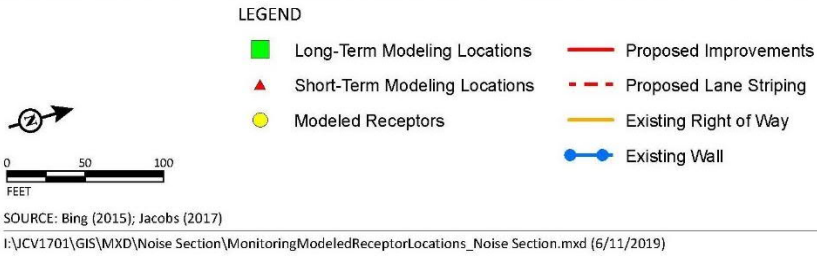 LEGEND
Long-Term Modeling Locations
Short-Term Modeling Locations
Modeled Receptors
Proposed Improvements
Proposed Lane Striping
Existing Right of Way
Existing Wall
N
0 50 100
FEET
SOURCE: Bing (2015); Jacobs (2017)
I:\JCV1701\GIS\MXD\Noise Section\MonitoringModeledReceptorLocations_Noise Section.mxd (6/11/2019)